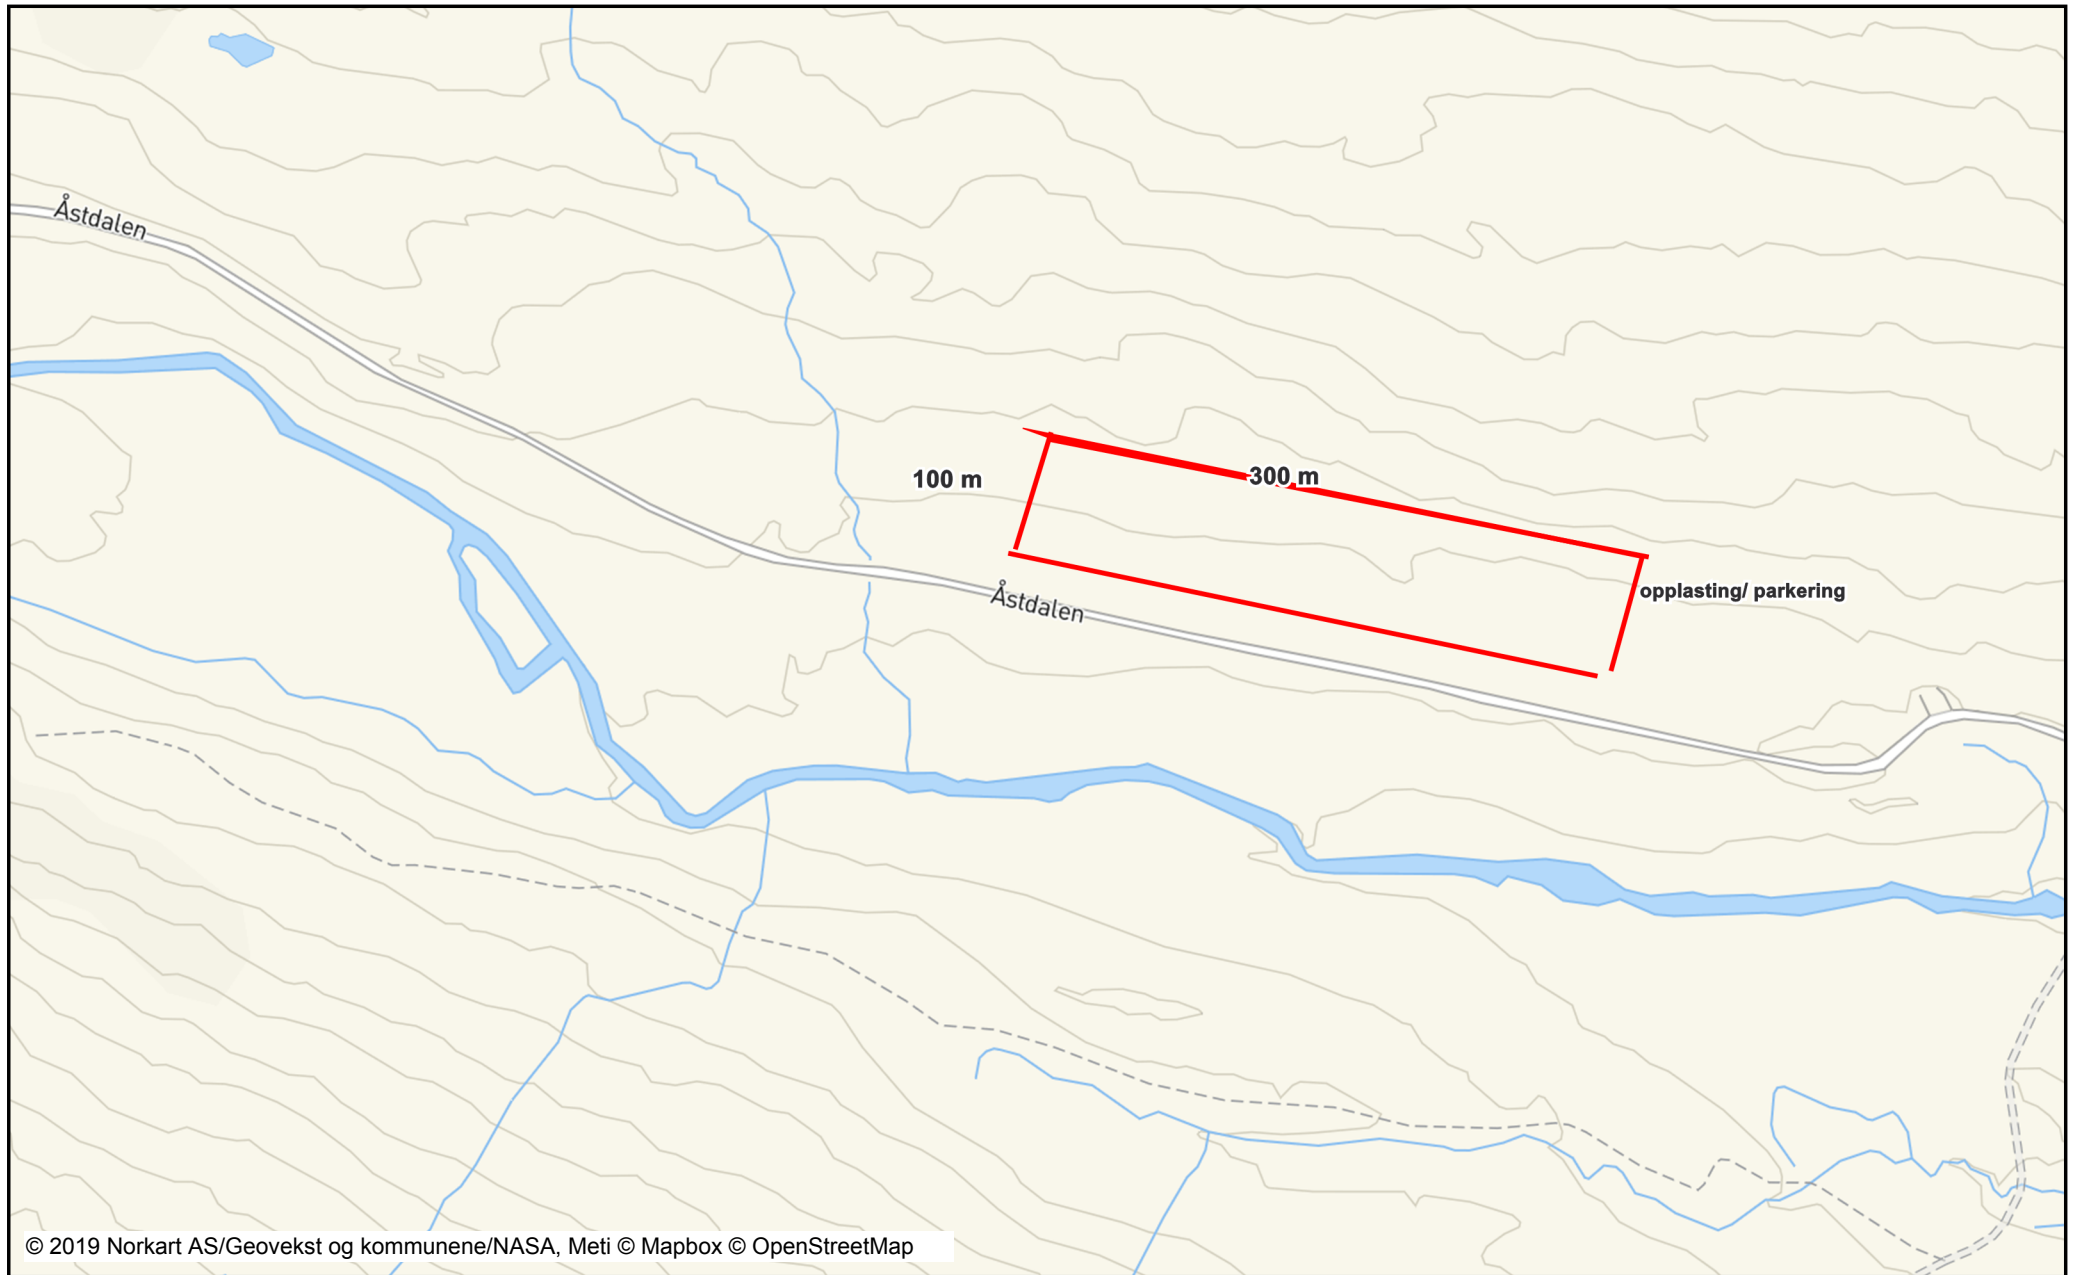 Åstdalen
100 m
300 m
opplasting/ parkering
Åstdalen
© 2019 Norkart AS/Geovekst og kommunene/NASA, Meti © Mapbox © OpenStreetMap